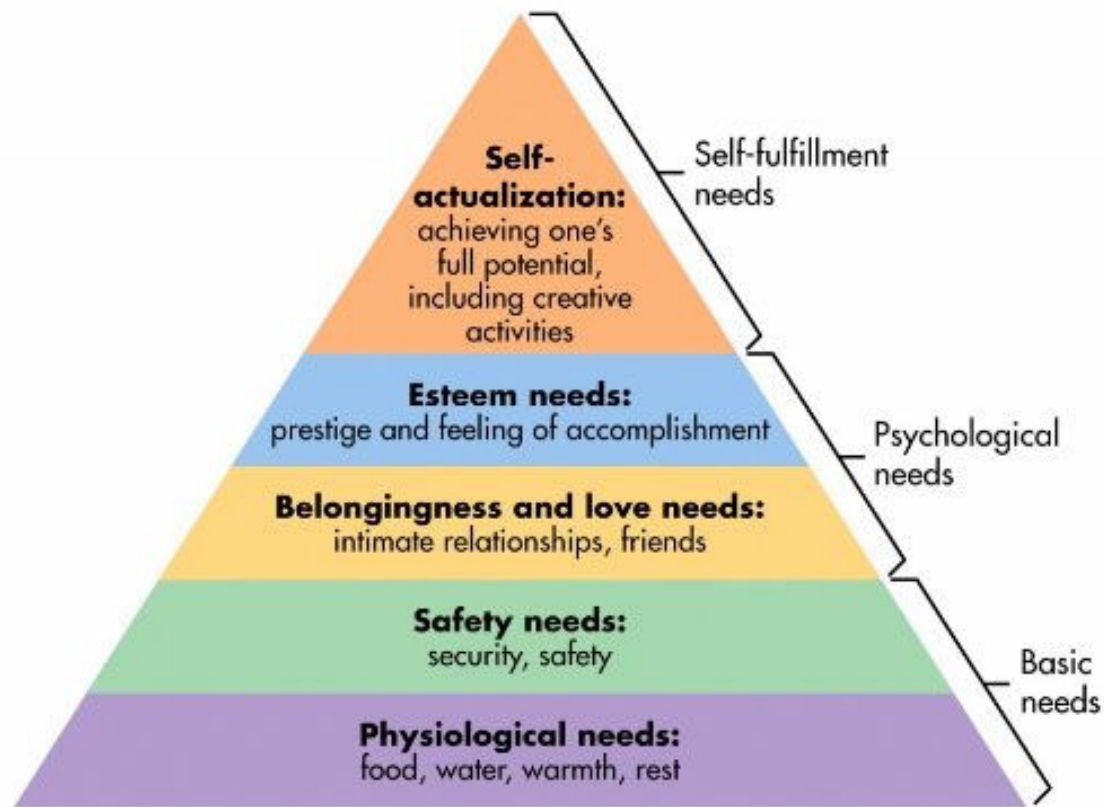 Self-
actualization:
achieving one's
full potential,
including creative
activities
Self-fulfillment
needs
Esteem needs:
prestige and feeling of accomplishment
Psychological
needs
Belongingness and love needs:
intimate relationships, friends
Safety needs:
security, safety
Basic
needs
Physiological needs:
food, water, warmth, rest